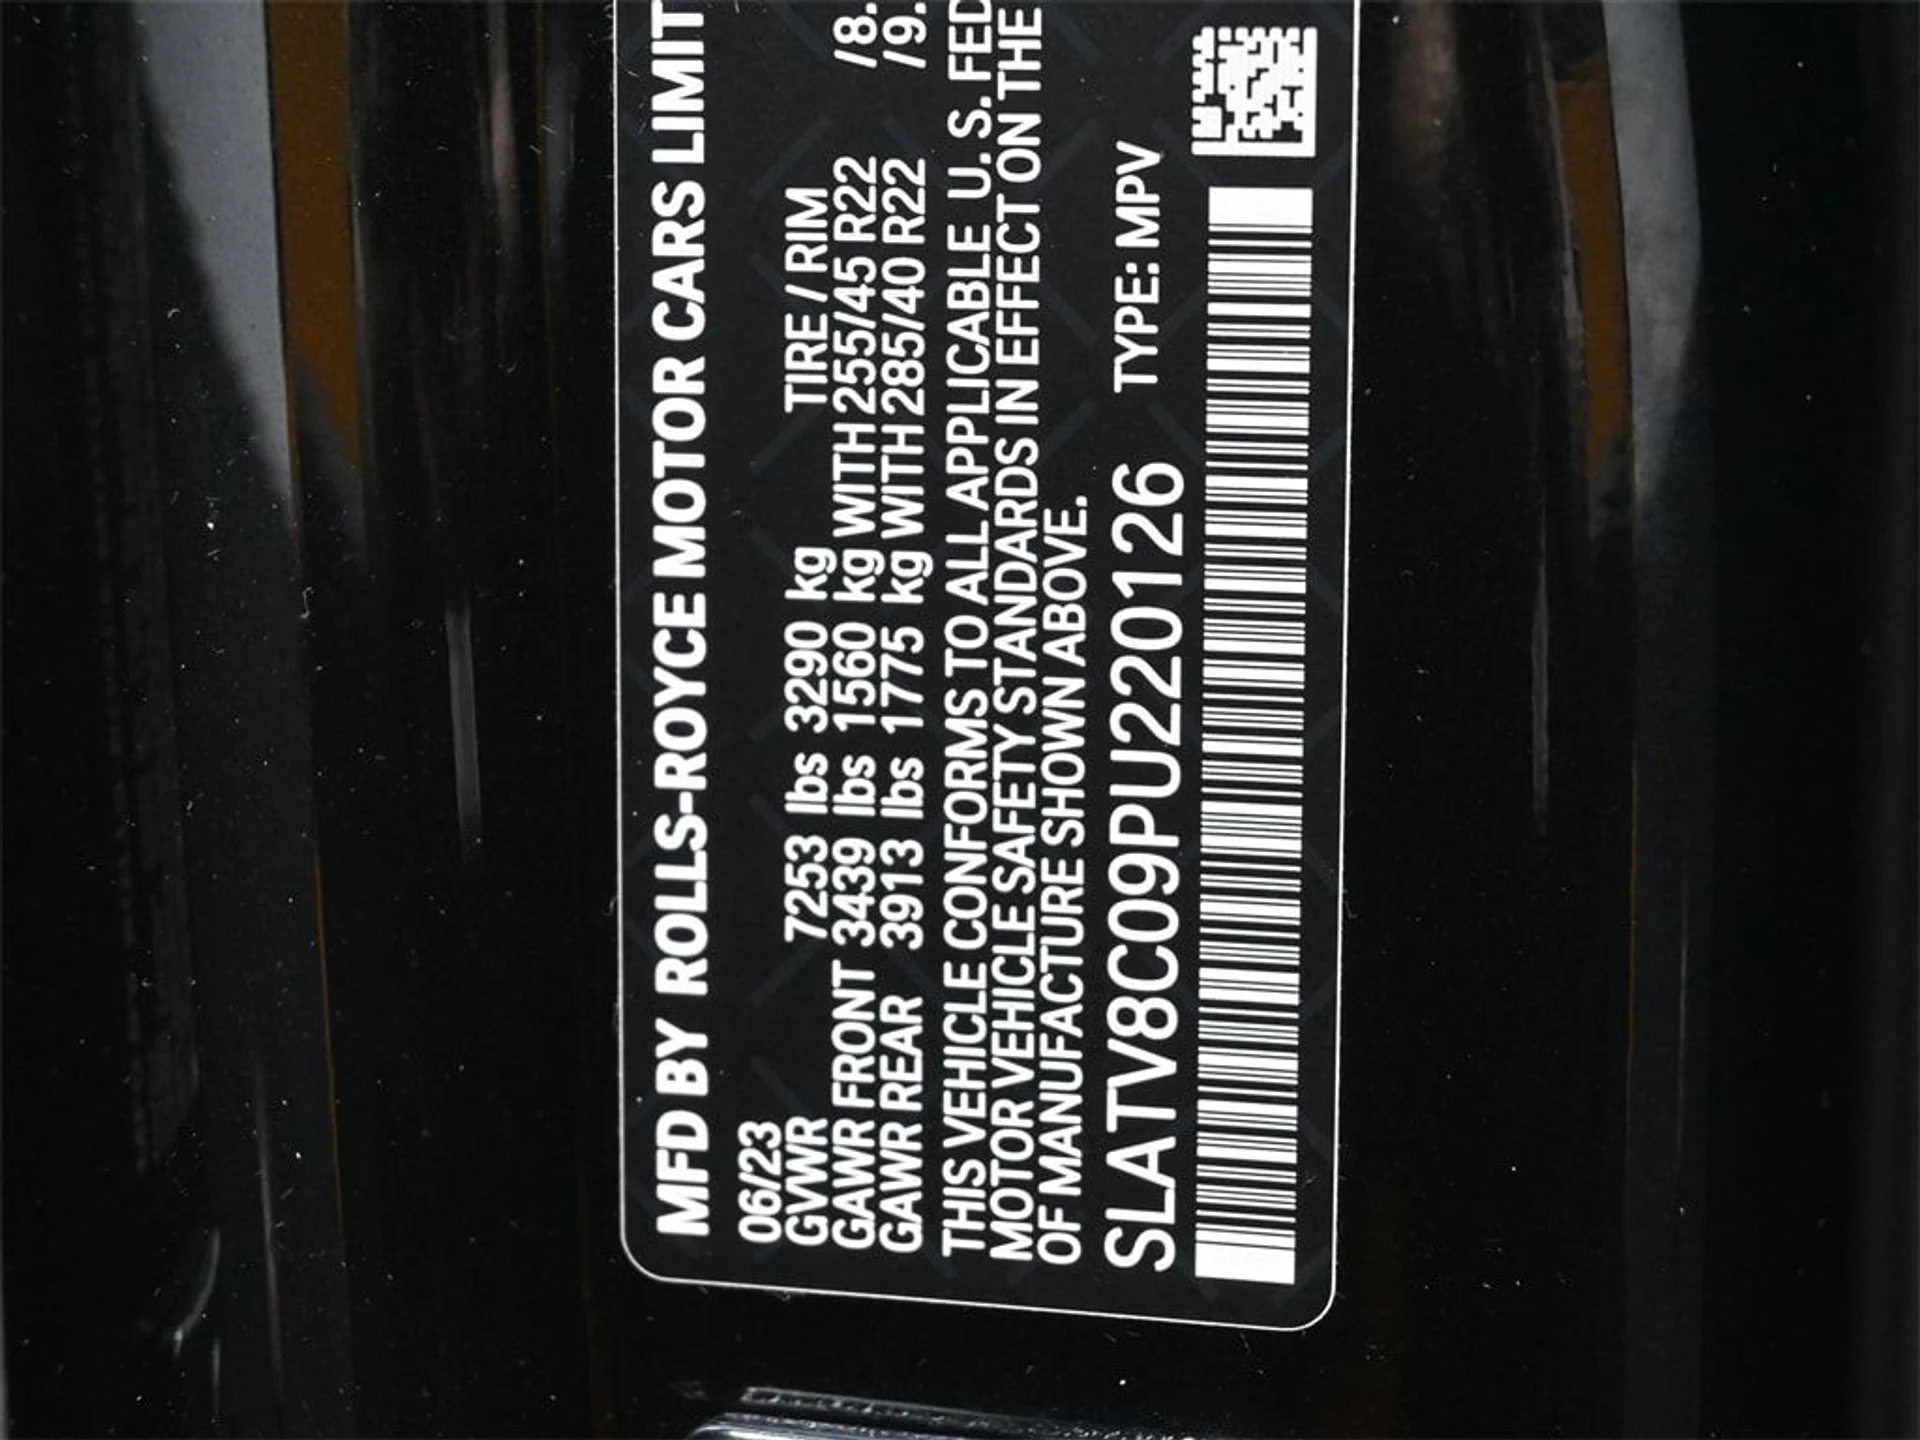 MFD BY ROLLS-ROYCE MOTOR CARS LIMIT
06/23
GVWR 7253 lbs 3290 kg TIRE / RIM
GAWR FRONT 3439 lbs 1560 kg WITH 255/45 R22 /8.
GAWR REAR 3913 lbs 1775 kg WITH 285/40 R22 /9.
THIS VEHICLE CONFORMS TO ALL APPLICABLE U.S. FED
MOTOR VEHICLE SAFETY STANDARDS IN EFFECT ON THE
OF MANUFACTURE SHOWN ABOVE.
SLATV8C09PU220126 TYPE: MPV